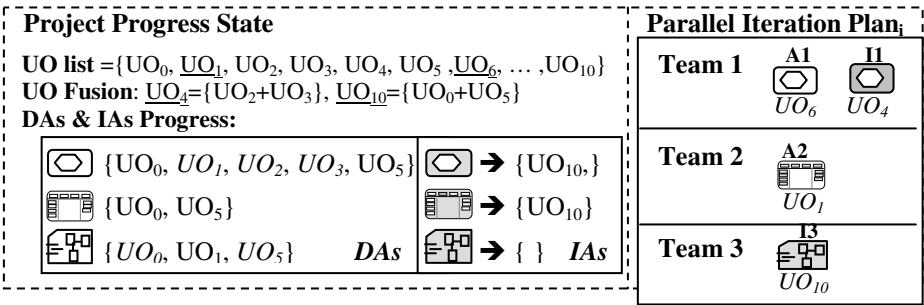 Project Progress State
UO list ={UO0, UO1, UO2, UO3, UO4, UO5 ,UO6, … ,UO10}
UO Fusion: UO4={UO2+UO3}, UO10={UO0+UO5}
DAs & IAs Progress:
{UO0, UO1, UO2, UO3, UO5}
➔ {UO10,}
{UO0, UO5}
➔ {UO10}
{UO0, UO1, UO5} DAs
➔ { } IAs
Parallel Iteration Plani
Team 1
A1
I1
UO6
UO4
Team 2
A2
UO1
Team 3
I3
UO10